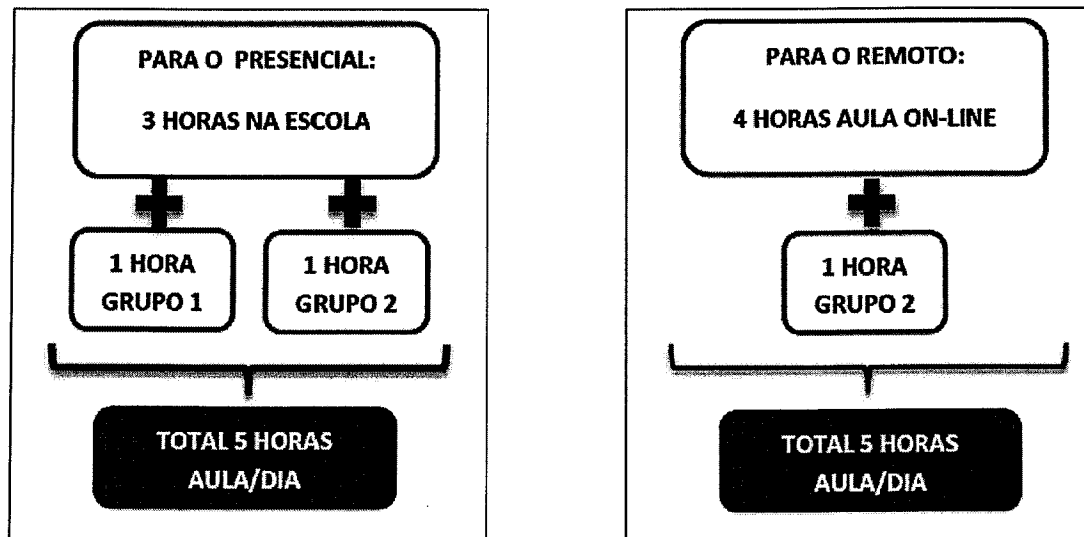 PARA O PRESENCIAL:
3 HORAS NA ESCOLA
1 HORA
GRUPO 1
1 HORA
GRUPO 2
TOTAL 5 HORAS
AULA/DIA
PARA O REMOTO:
4 HORAS AULA ON-LINE
1 HORA
GRUPO 2
TOTAL 5 HORAS
AULA/DIA